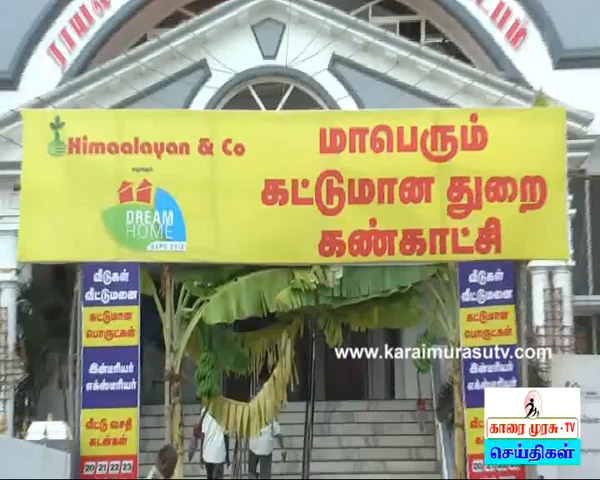 Himaalayan & Co
வழங்கும்
DREAM
HOME
மாபெரும்
கட்டுமான துறை
கண்காட்சி
வீடுகள்
வீட்டுமனை
கட்டுமான
பொருட்கள்
இன்டீரியர்
எக்ஸ்டீரியர்
வீட்டு வசதி
கடன்கள்
20 21 22 23
வீடுகள்
வீட்டுமனை
கட்டுமான
பொருட்கள்
இன்டீரியர்
எக்ஸ்டீரியர்
www.karaimurasutv.com
காரை முரசு - TV
செய்திகள்